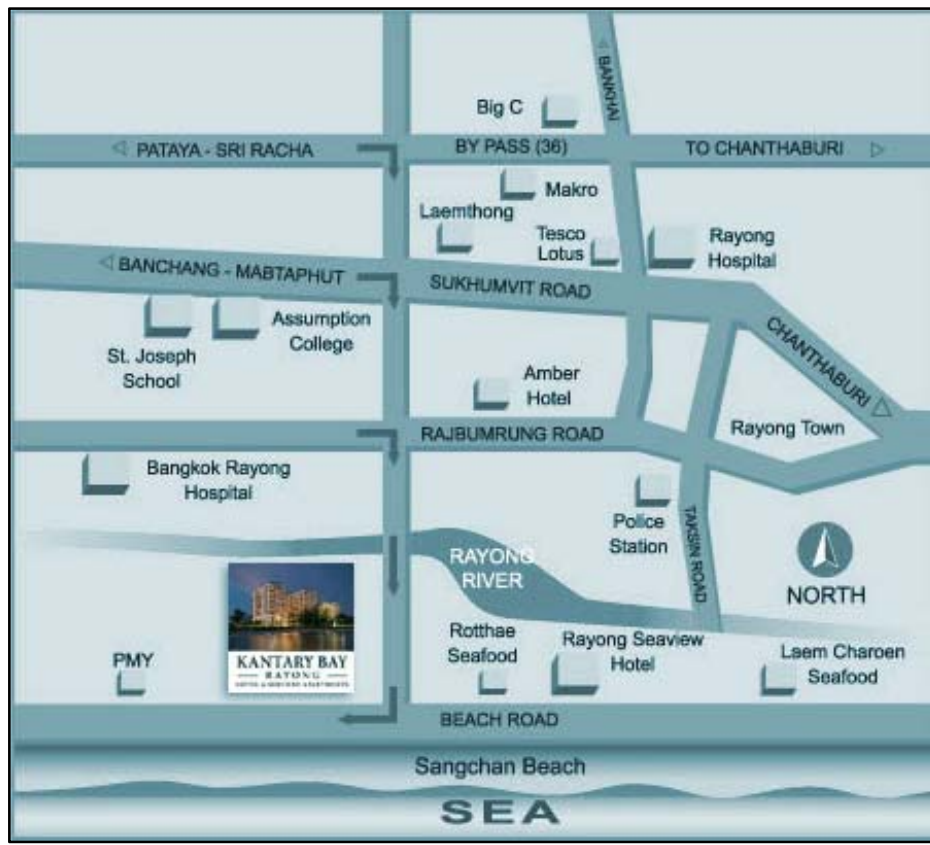 BANKHAI
Big C
PATAYA - SRI RACHA
BY PASS (36)
TO CHANTHABURI
Makro
Laemthong
Tesco
Lotus
Rayong
Hospital
BANCHANG - MABTAPHUT
SUKHUMVIT ROAD
CHANTHABURI
St. Joseph
School
Assumption
College
Amber
Hotel
RAJBUMRUNG ROAD
Rayong Town
Bangkok Rayong
Hospital
Police
Station
TAKSIN ROAD
RAYONG
RIVER
NORTH
KANTARY BAY
RAYONG
HOTEL & SERVICED APARTMENTS
PMY
Rotthae
Seafood
Rayong Seaview
Hotel
Laem Charoen
Seafood
BEACH ROAD
Sangchan Beach
SEA